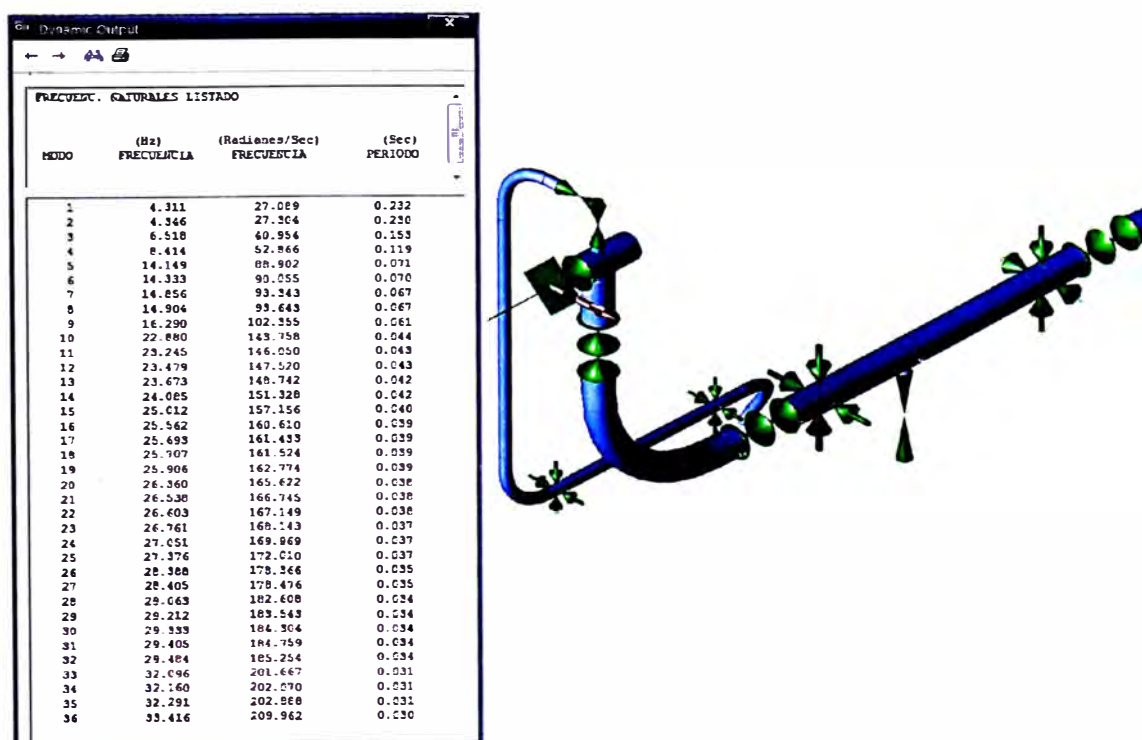 Dynamic Output
FRECUENC. NATURALES LISTADO
(Hz) (Radianes/Sec) (Sec)
MODO FRECUENCIA FRECUENCIA PERIODO
1 4.311 27.089 0.232
2 4.346 27.304 0.230
3 6.518 40.954 0.153
4 8.414 52.866 0.119
5 14.149 88.902 0.071
6 14.333 90.055 0.070
7 14.856 93.343 0.067
8 14.904 93.643 0.067
9 16.290 102.355 0.061
10 22.880 143.758 0.044
11 23.245 146.050 0.043
12 23.479 147.520 0.043
13 23.673 148.742 0.042
14 24.085 151.328 0.042
15 25.012 157.156 0.040
16 25.562 160.610 0.039
17 25.693 161.433 0.039
18 25.707 161.524 0.039
19 25.906 162.774 0.039
20 26.360 165.622 0.038
21 26.538 166.745 0.038
22 26.603 167.149 0.038
23 26.761 168.143 0.037
24 27.051 169.969 0.037
25 27.376 172.010 0.037
26 28.388 178.366 0.035
27 28.405 178.476 0.035
28 29.063 182.608 0.034
29 29.212 183.543 0.034
30 29.333 184.304 0.034
31 29.405 184.759 0.034
32 29.484 185.254 0.034
33 32.096 201.667 0.031
34 32.160 202.070 0.031
35 32.291 202.888 0.031
36 33.416 209.962 0.030